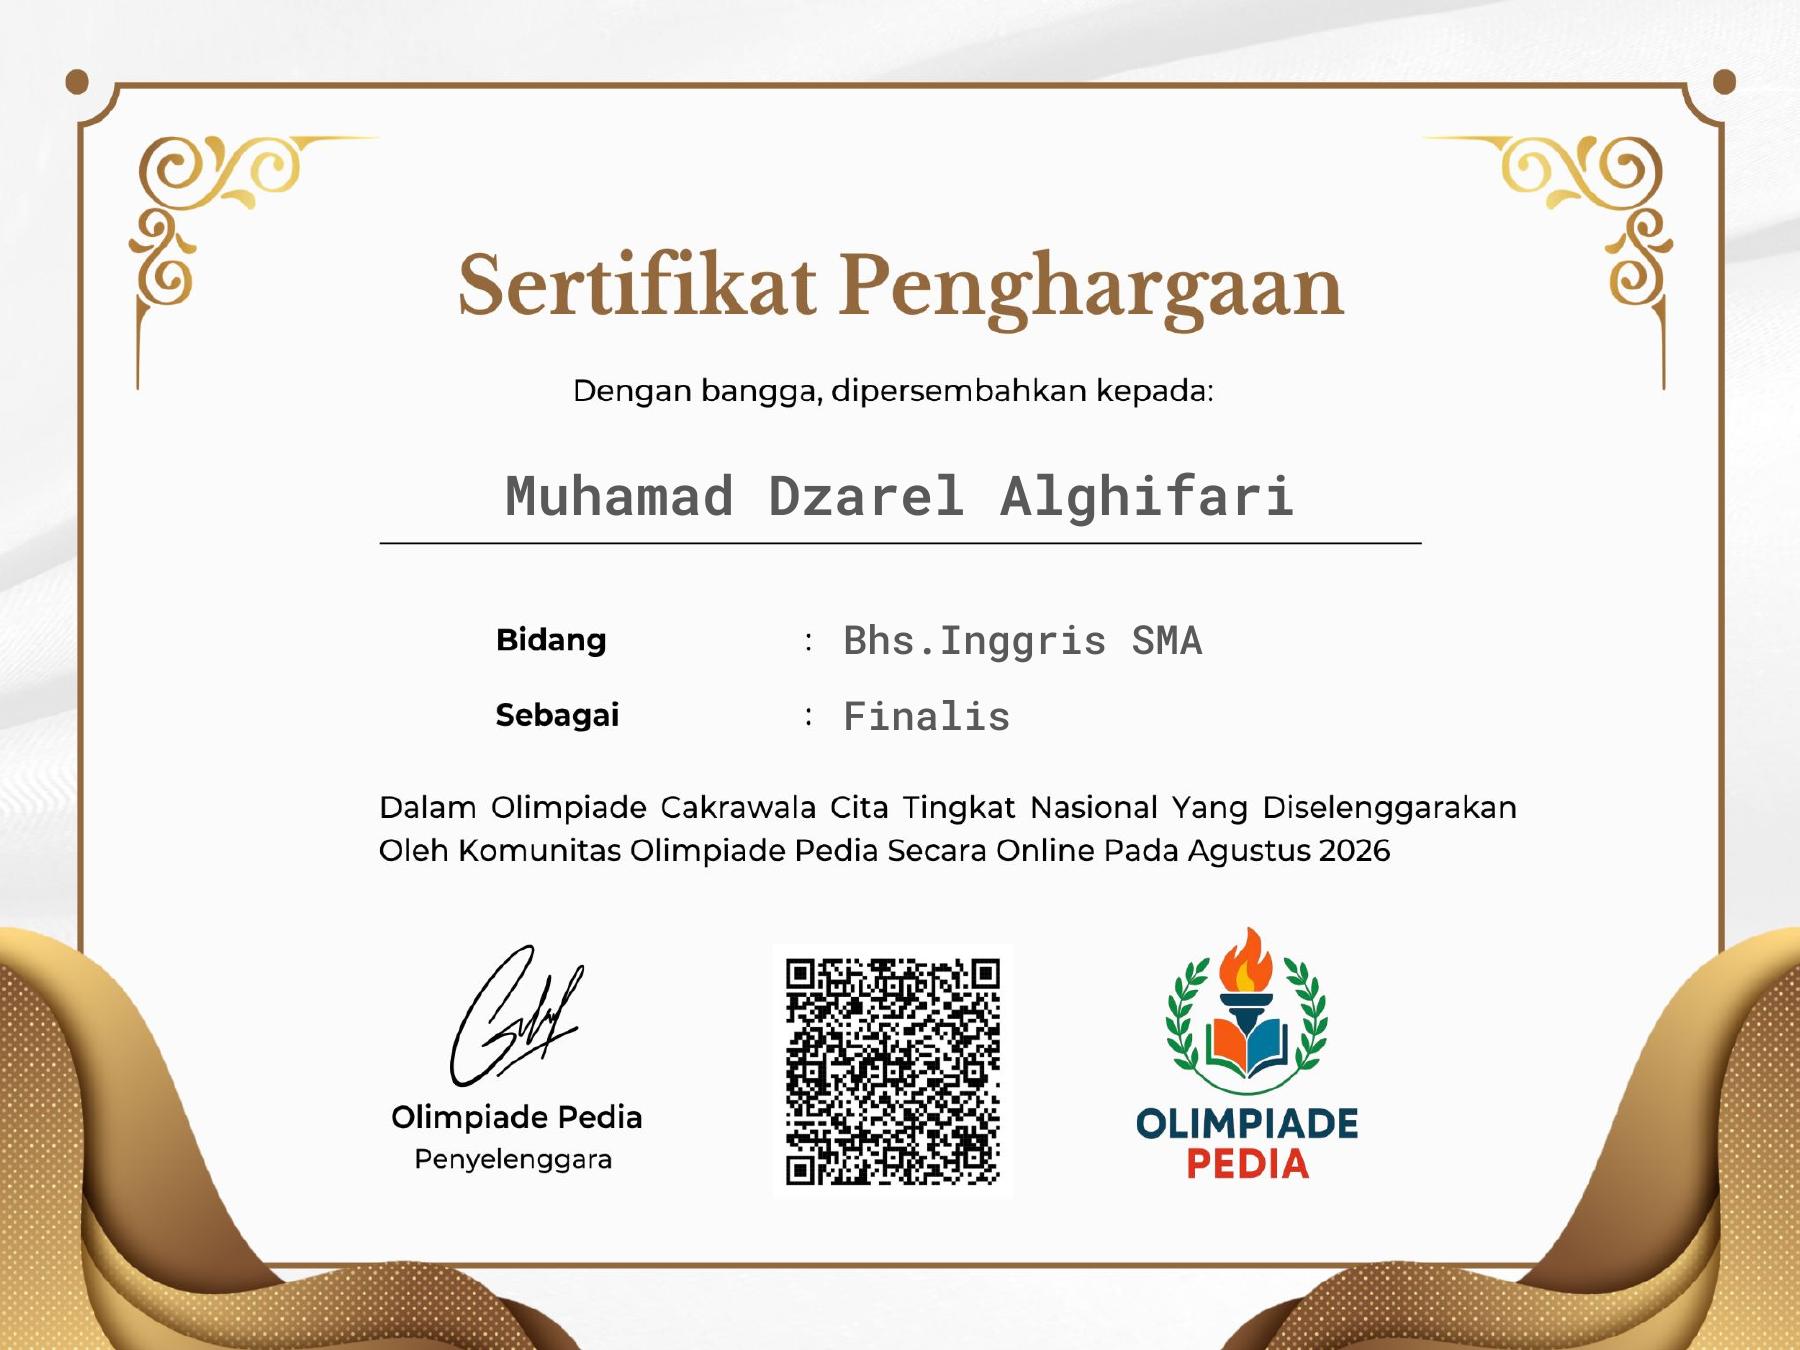 Sertifikat Penghargaan
Dengan bangga, dipersembahkan kepada:
Muhamad Dzarel Alghifari
Bidang : Bhs.Inggris SMA
Sebagai : Finalis
Dalam Olimpiade Cakrawala Cita Tingkat Nasional Yang Diselenggarakan
Oleh Komunitas Olimpiade Pedia Secara Online Pada Agustus 2026
Olimpiade Pedia
Penyelenggara
OLIMPIADE
PEDIA